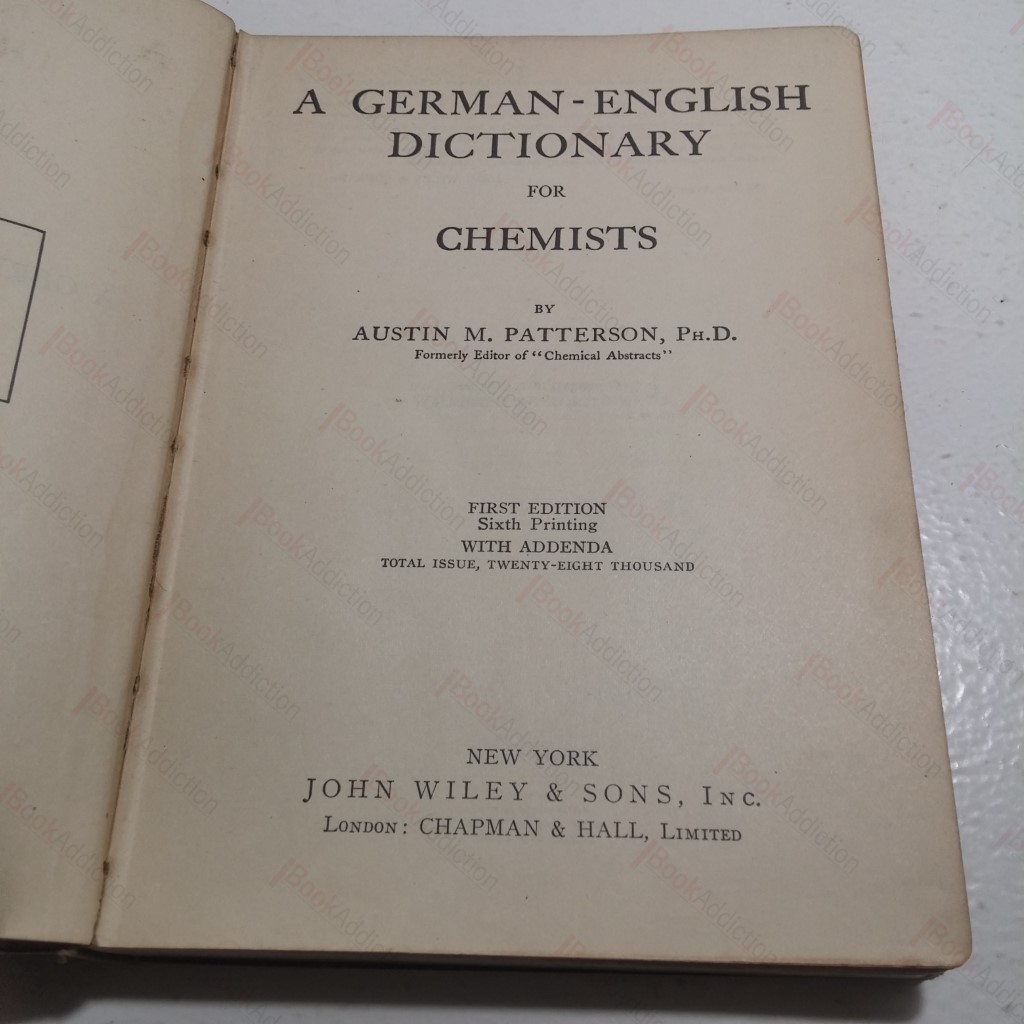 A GERMAN-ENGLISH
DICTIONARY
FOR
CHEMISTS
BY
AUSTIN M. PATTERSON, PH.D.
Formerly Editor of "Chemical Abstracts"
FIRST EDITION
Sixth Printing
WITH ADDENDA
TOTAL ISSUE, TWENTY-EIGHT THOUSAND
NEW YORK
JOHN WILEY & SONS, INC.
LONDON: CHAPMAN & HALL, LIMITED
BookAddiction